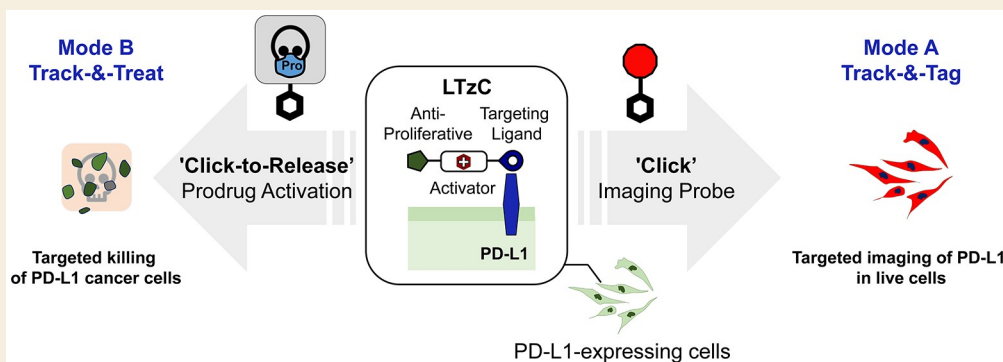 Mode B
Track-&-Treat
Pro
'Click-to-Release’
Prodrug Activation
Targeted killing
of PD-L1 cancer cells
LTzC
Anti-
Proliferative
Targeting
Ligand
Activator
PD-L1
PD-L1-expressing cells
'Click’
Imaging Probe
Mode A
Track-&-Tag
Targeted imaging of PD-L1
in live cells